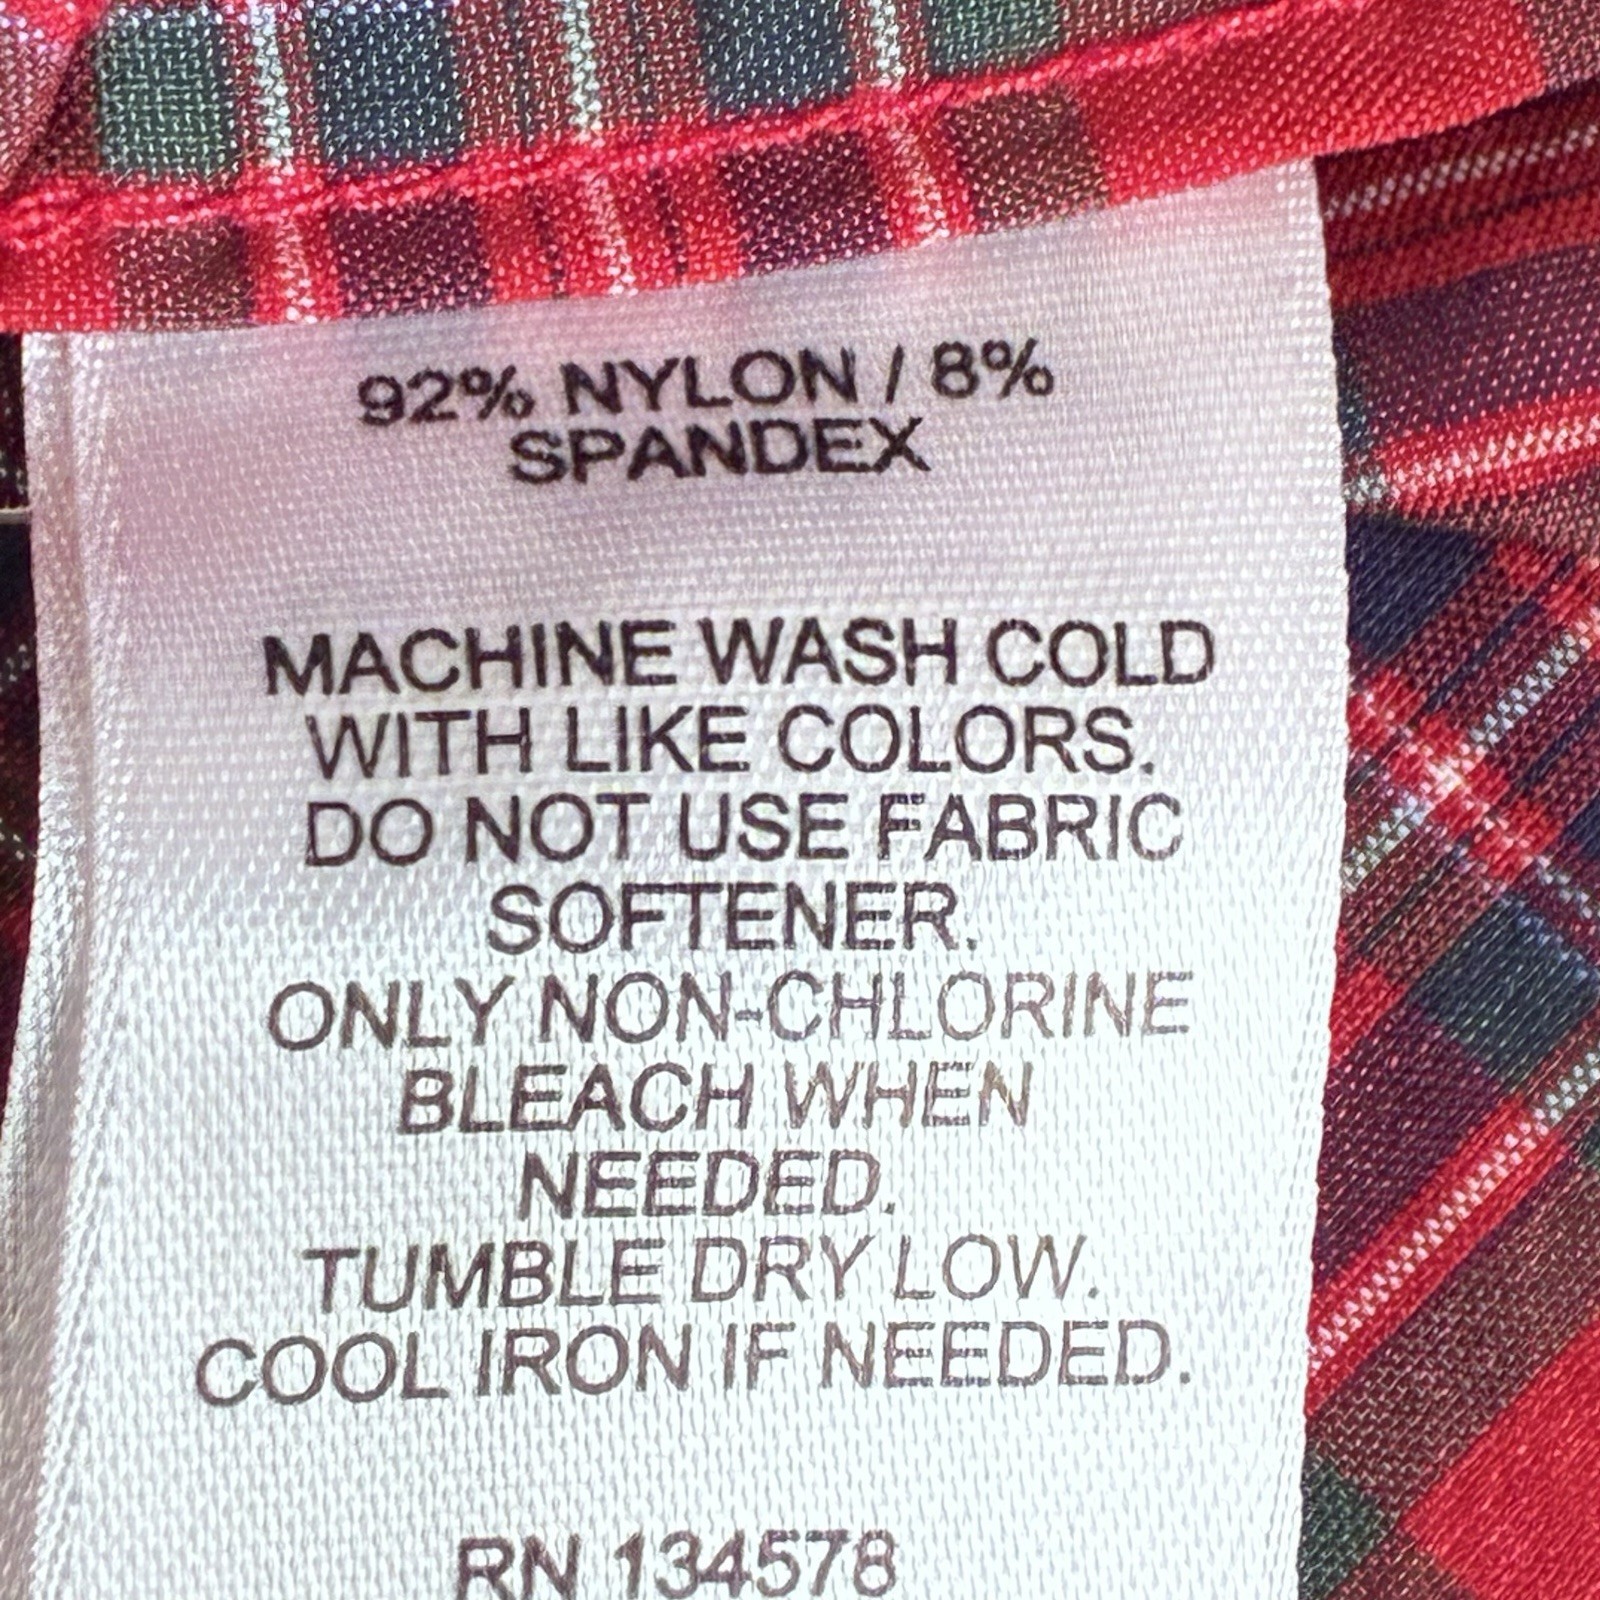 92% NYLON / 8%
SPANDEX
MACHINE WASH COLD
WITH LIKE COLORS.
DO NOT USE FABRIC
SOFTENER.
ONLY NON-CHLORINE
BLEACH WHEN
NEEDED.
TUMBLE DRY LOW.
COOL IRON IF NEEDED.
RN 134578